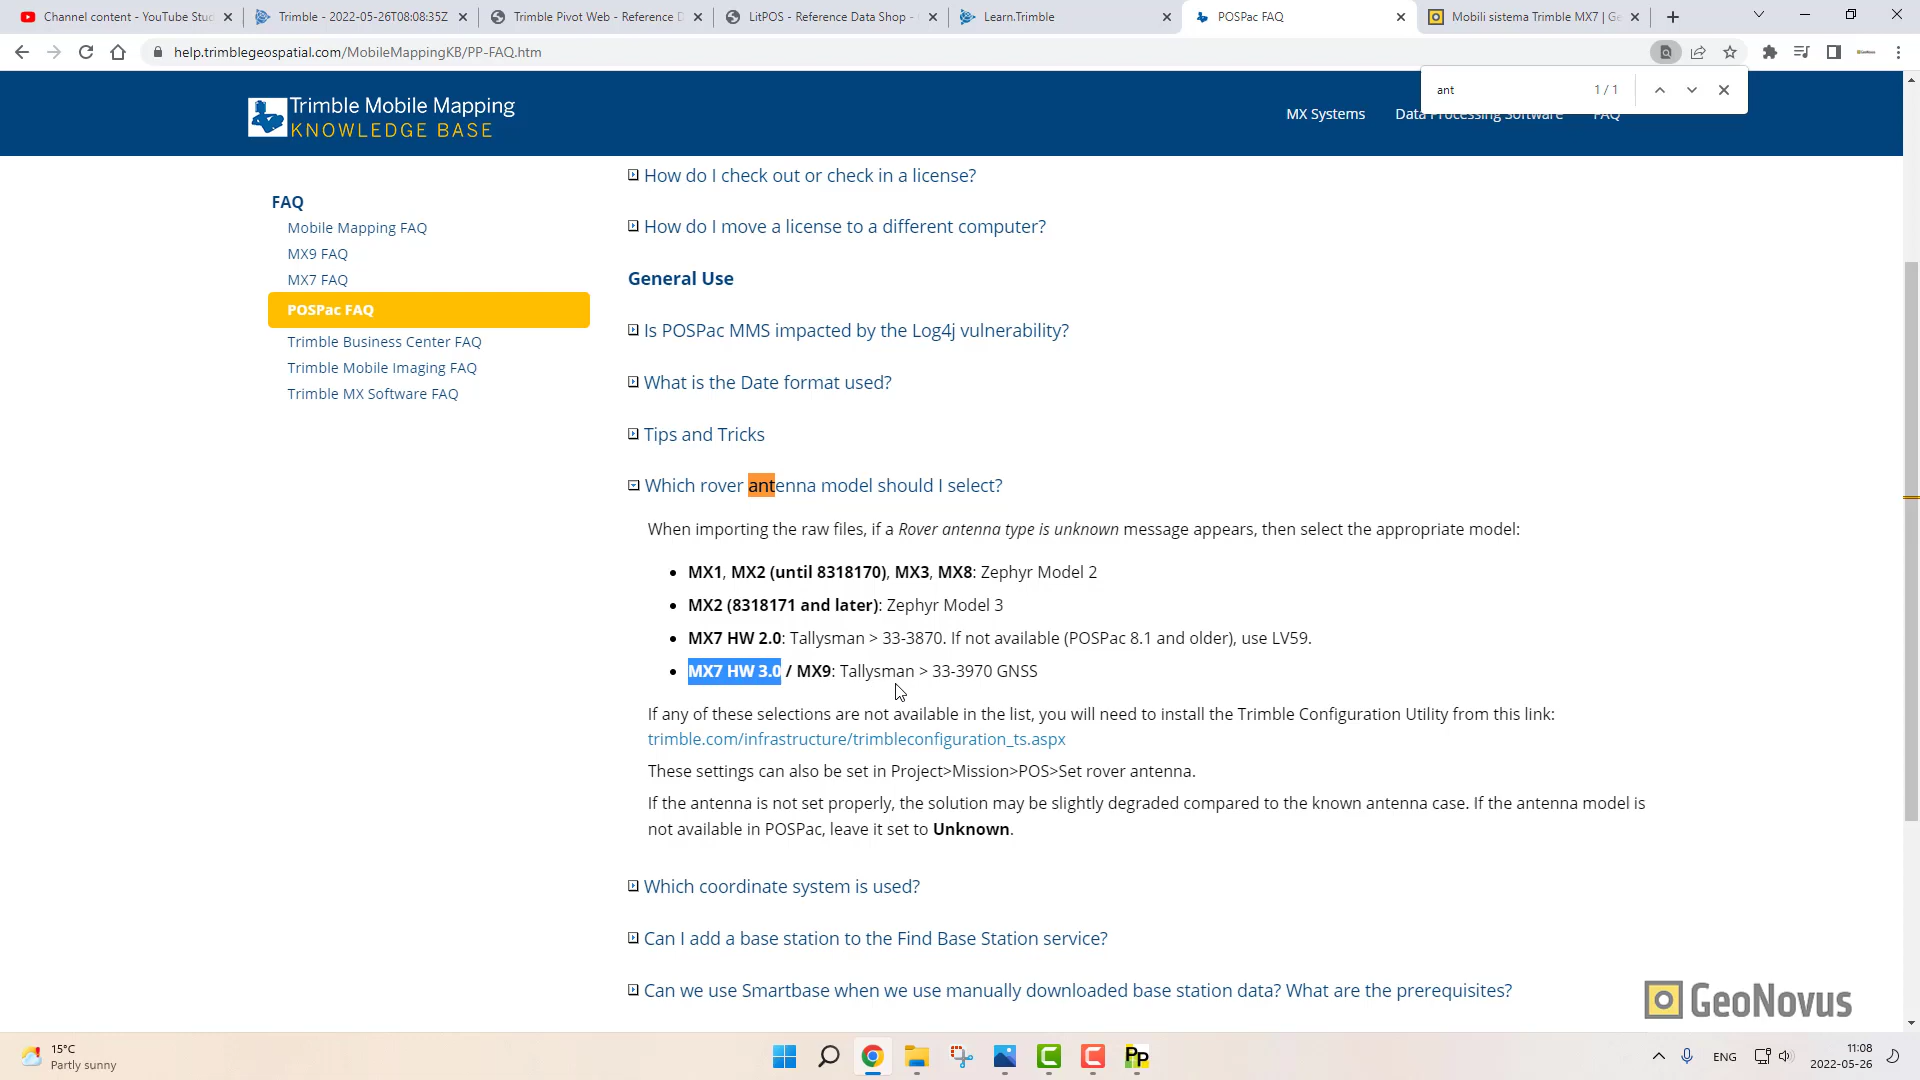 Channel content - YouTube Stu
Trimble - 2022-05-26T08:08:35Z
Trimble Pivot Web - Reference D
LitPOS - Reference Data Shop -
Learn.Trimble
POSPac FAQ
Mobili sistema Trimble MX7 | Ge
help.trimblegeospatial.com/MobileMappingKB/PP-FAQ.htm
ant
1/1
Trimble Mobile Mapping
KNOWLEDGE BASE
MX Systems
Data Processing Software
FAQ
FAQ
Mobile Mapping FAQ
MX9 FAQ
MX7 FAQ
POSPac FAQ
Trimble Business Center FAQ
Trimble Mobile Imaging FAQ
Trimble MX Software FAQ
How do I check out or check in a license?
How do I move a license to a different computer?
General Use
Is POSPac MMS impacted by the Log4j vulnerability?
What is the Date format used?
Tips and Tricks
Which rover antenna model should I select?
When importing the raw files, if a Rover antenna type is unknown message appears, then select the appropriate model:
• MX1, MX2 (until 8318170), MX3, MX8: Zephyr Model 2
• MX2 (8318171 and later): Zephyr Model 3
• MX7 HW 2.0: Tallysman > 33-3870. If not available (POSPac 8.1 and older), use LV59.
• MX7 HW 3.0 / MX9: Tallysman > 33-3970 GNSS
If any of these selections are not available in the list, you will need to install the Trimble Configuration Utility from this link:
trimble.com/infrastructure/trimbleconfiguration_ts.aspx
These settings can also be set in Project>Mission>POS>Set rover antenna.
If the antenna is not set properly, the solution may be slightly degraded compared to the known antenna case. If the antenna model is
not available in POSPac, leave it set to Unknown.
Which coordinate system is used?
Can I add a base station to the Find Base Station service?
Can we use Smartbase when we use manually downloaded base station data? What are the prerequisites?
GeoNovus
15°C
Partly sunny
Pp
ENG
11:08
2022-05-26